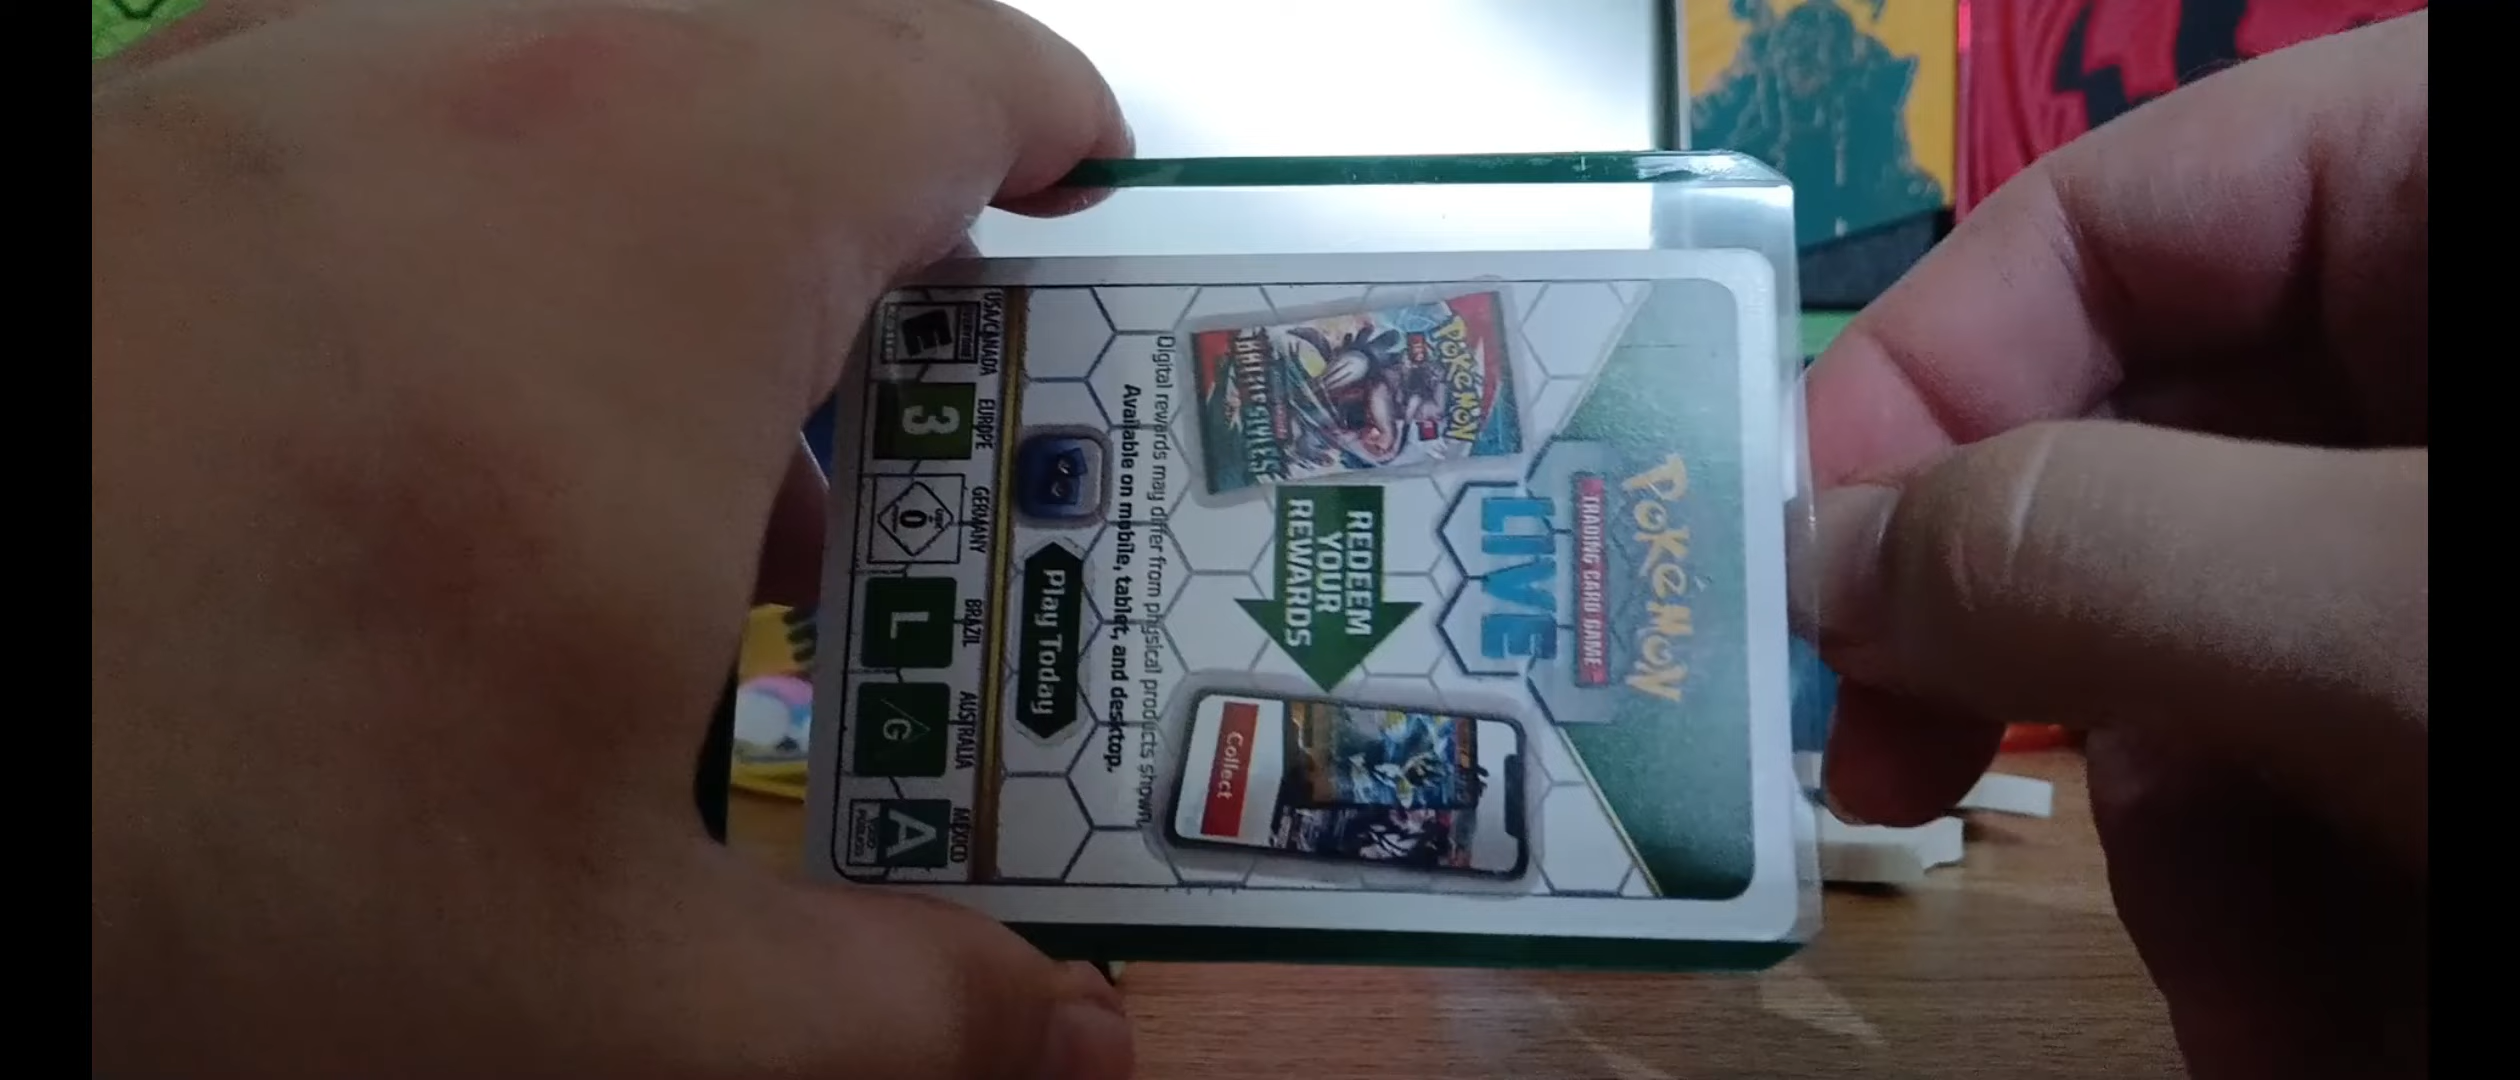 POKéMON
TRADING CARD GAME
LIVE
POKéMON
REDEEM
YOUR
REWARDS
Collect
Digital rewards may differ from physical products shown.
Available on mobile, tablet, and desktop.
Play Today
USA/CANADA EUROPE GERMANY BRAZIL AUSTRALIA MEXICO
E 3 0 L G A